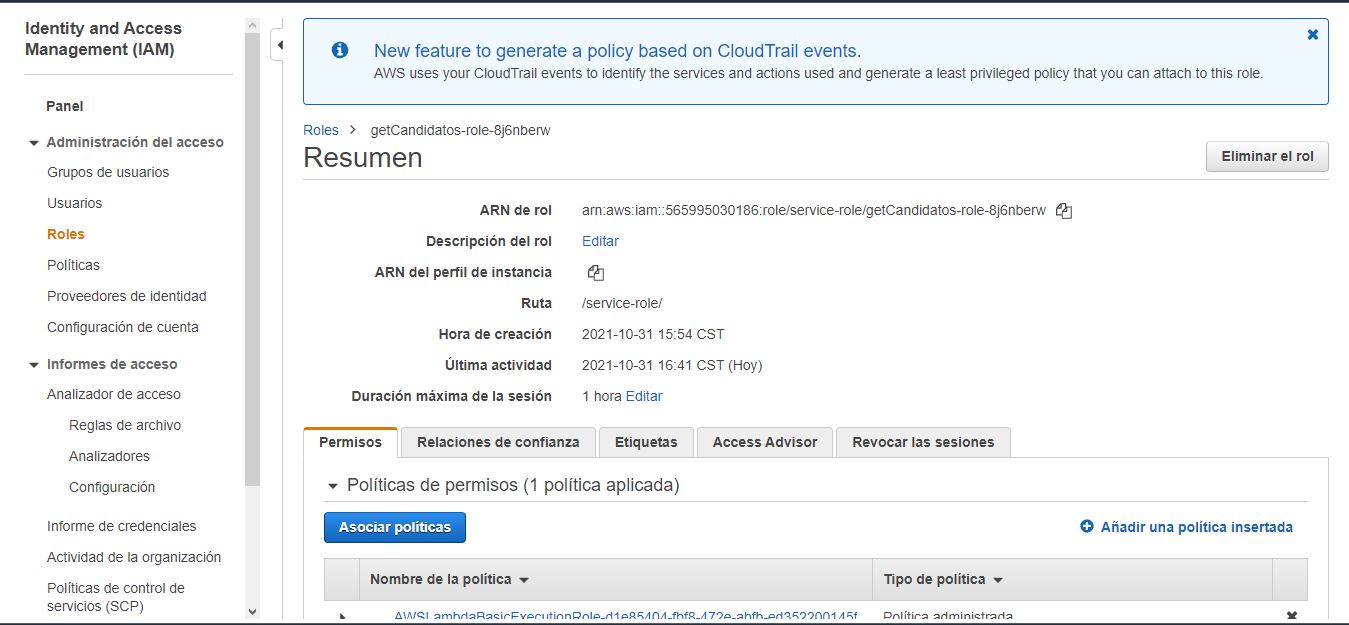 Identity and Access
Management (IAM)
Panel
Administración del acceso
Grupos de usuarios
Usuarios
Roles
Políticas
Proveedores de identidad
Configuración de cuenta
Informes de acceso
Analizador de acceso
Reglas de archivo
Analizadores
Configuración
Informe de credenciales
Actividad de la organización
Políticas de control de
servicios (SCP)
New feature to generate a policy based on CloudTrail events.
AWS uses your CloudTrail events to identify the services and actions used and generate a least privileged policy that you can attach to this role.
Roles > getCandidatos-role-8j6nberw
Resumen
Eliminar el rol
ARN de rol arn:aws:iam::565995030186:role/service-role/getCandidatos-role-8j6nberw
Descripción del rol Editar
ARN del perfil de instancia
Ruta /service-role/
Hora de creación 2021-10-31 15:54 CST
Última actividad 2021-10-31 16:41 CST (Hoy)
Duración máxima de la sesión 1 hora Editar
Permisos Relaciones de confianza Etiquetas Access Advisor Revocar las sesiones
Políticas de permisos (1 política aplicada)
Asociar políticas Añadir una política insertada
Nombre de la política Tipo de política
AWSLambdaBasicExecutionRole-d1e85404-fbf8-472e-abfb-ed352200145f Política administrada